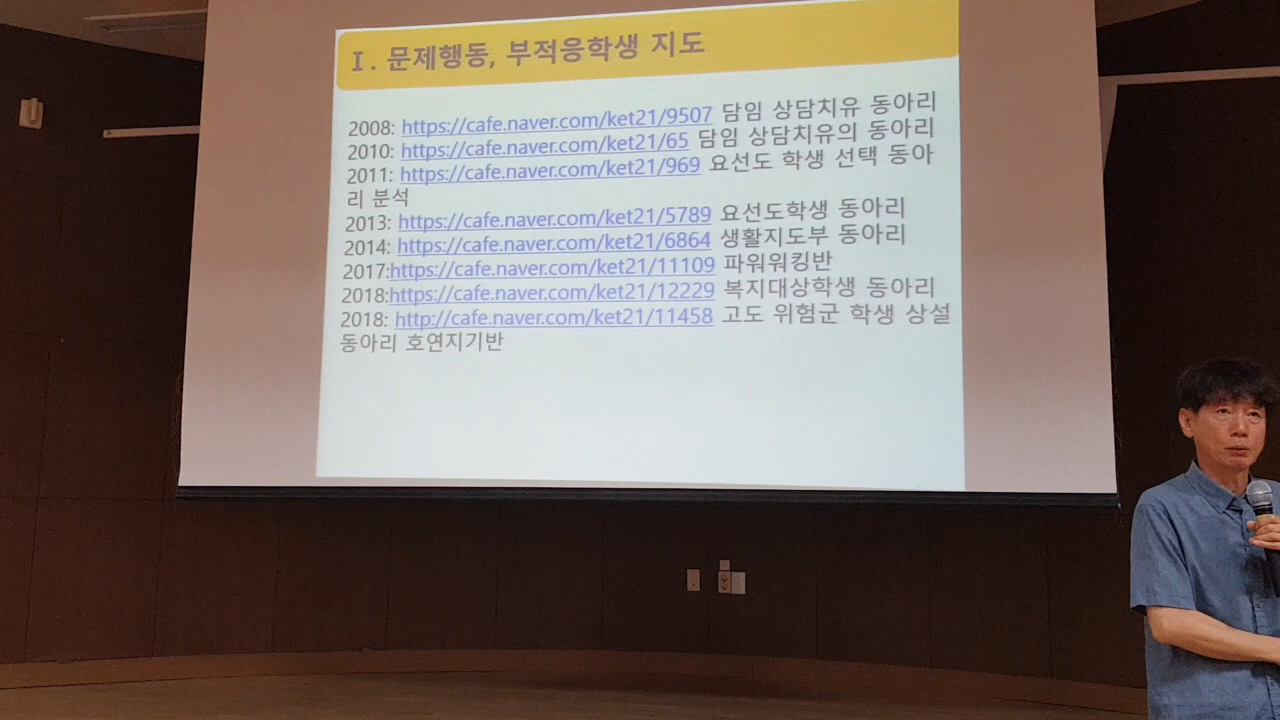 Ⅰ. 문제행동, 부적응학생 지도
2008: https://cafe.naver.com/ket21/9507 담임 상담치유 동아리
2010: https://cafe.naver.com/ket21/65 담임 상담치유의 동아리
2011: https://cafe.naver.com/ket21/969 요선도 학생 선택 동아
리 분석
2013: https://cafe.naver.com/ket21/5789 요선도학생 동아리
2014: https://cafe.naver.com/ket21/6864 생활지도부 동아리
2017:https://cafe.naver.com/ket21/11109 파워워킹반
2018:https://cafe.naver.com/ket21/12229 복지대상학생 동아리
2018: http://cafe.naver.com/ket21/11458 고도 위험군 학생 상설
동아리 호연지기반